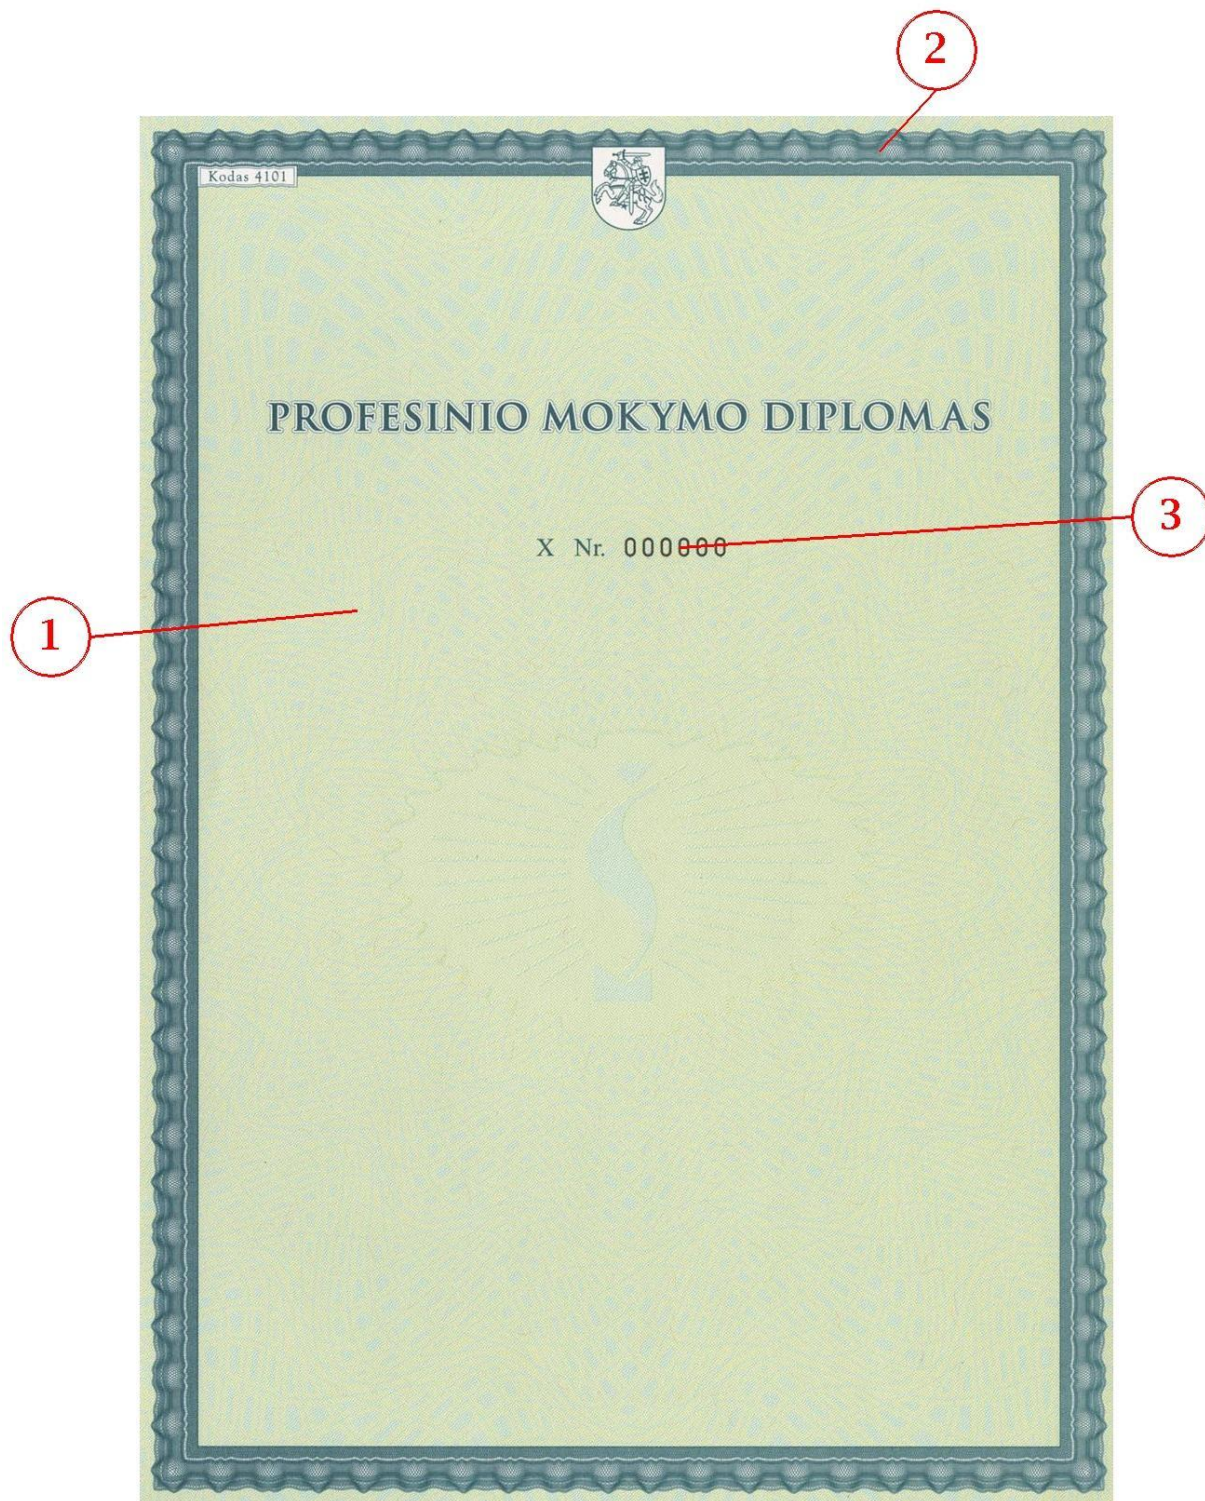 2
Kodas 4101
PROFESINIO MOKYMO DIPLOMAS
3
X Nr. 000000
1